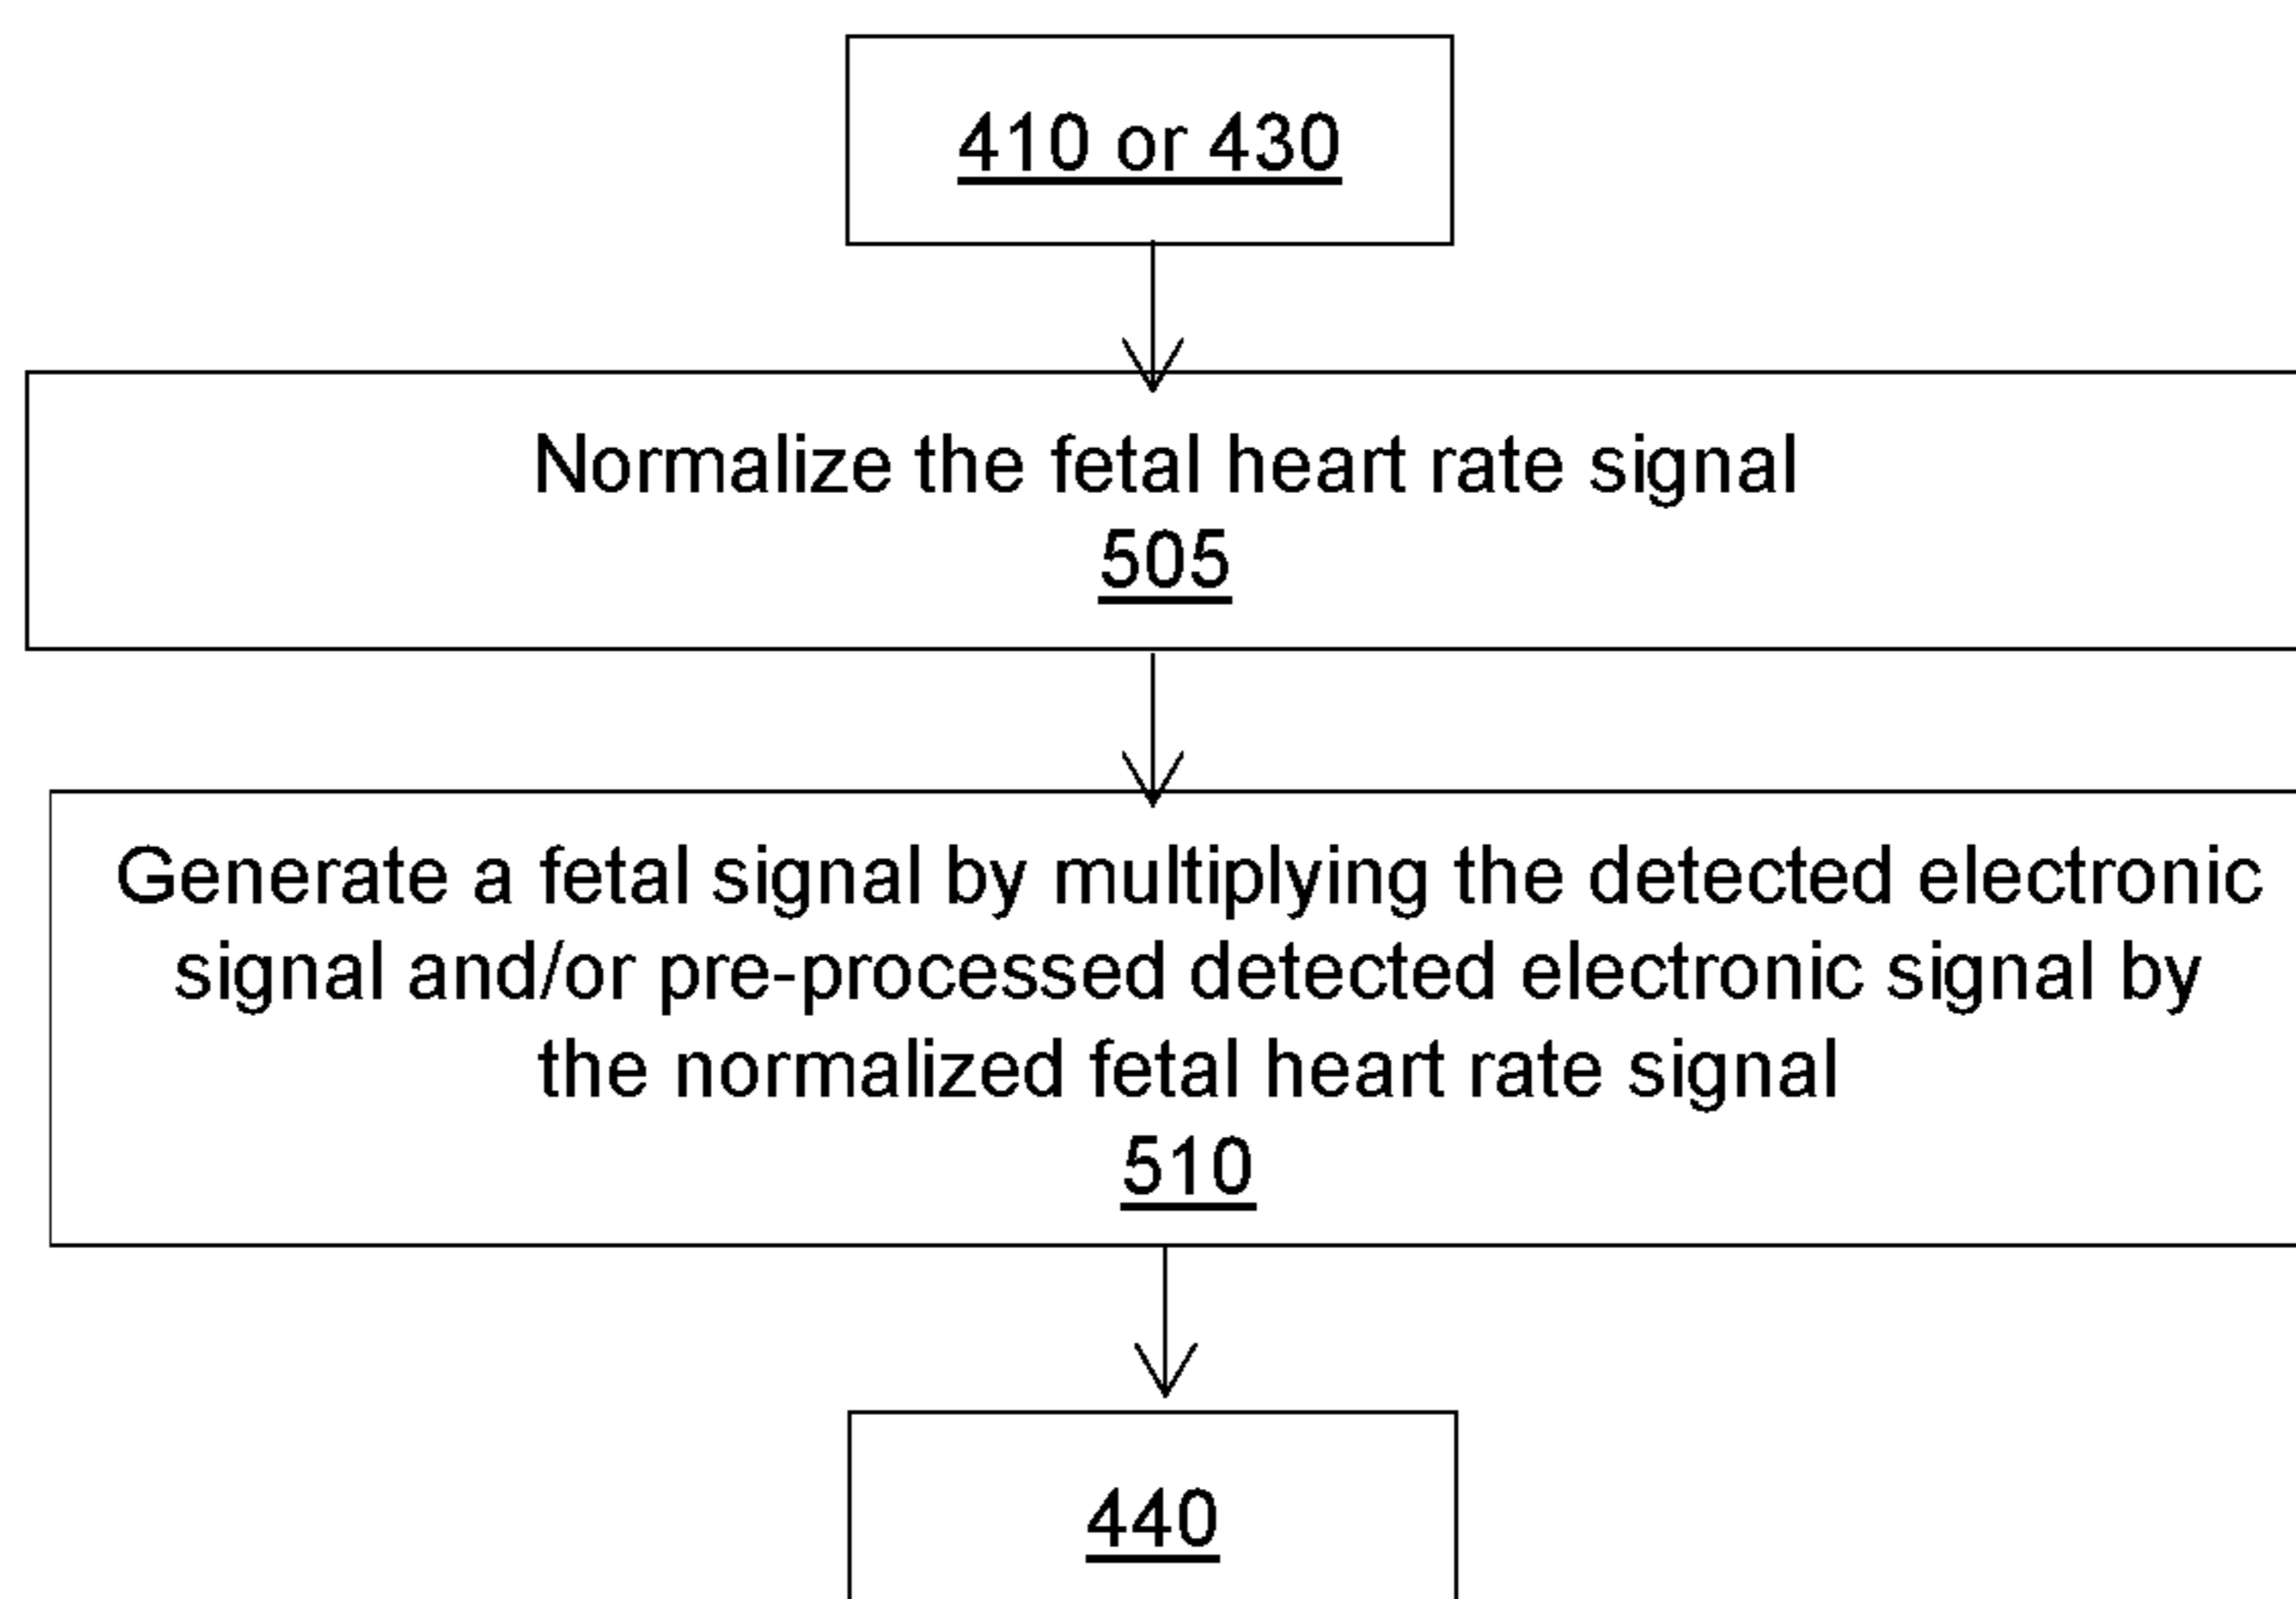 410 or 430
Normalize the fetal heart rate signal
505
Generate a fetal signal by multiplying the detected electronic
signal and/or pre-processed detected electronic signal by
the normalized fetal heart rate signal
510
440